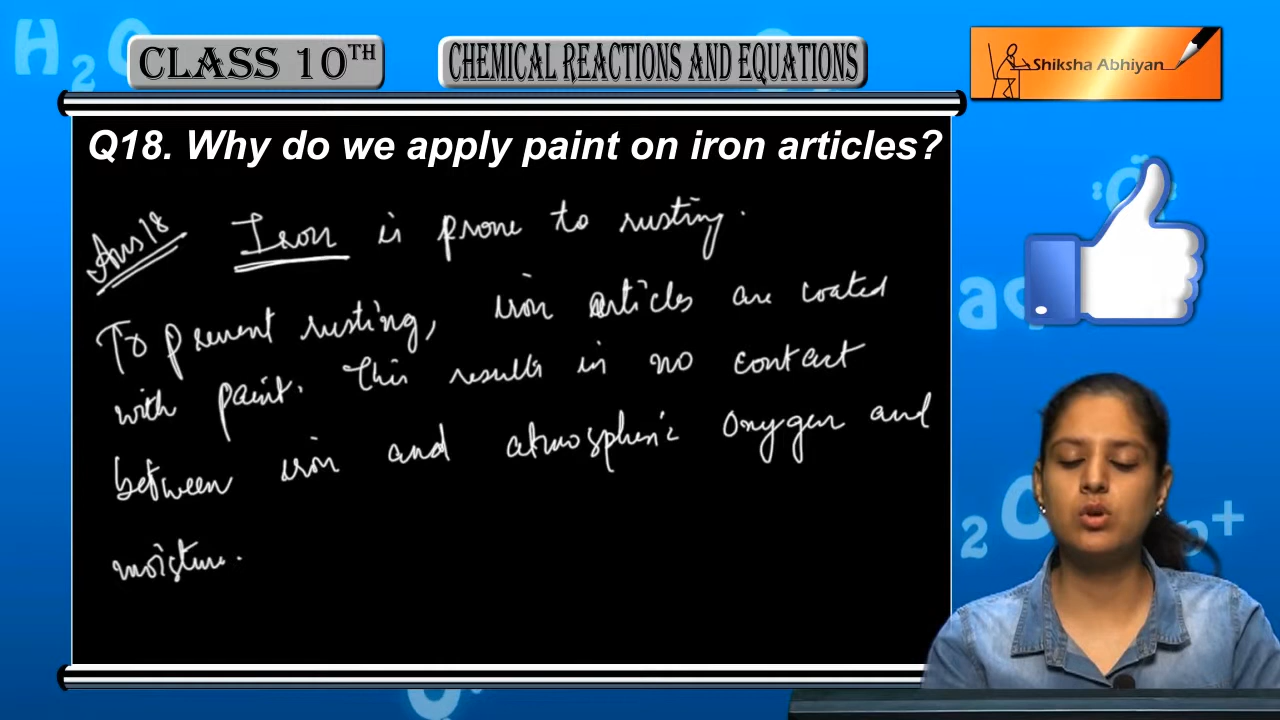 H₂O
CLASS 10TH
CHEMICAL REACTIONS AND EQUATIONS
Shiksha Abhiyan
Q18. Why do we apply paint on iron articles?
Ans18 Iron is prone to rusting.
To prevent rusting, iron articles are coated
with paint. This results in no contact
between iron and atmospheric oxygen and
moisture.